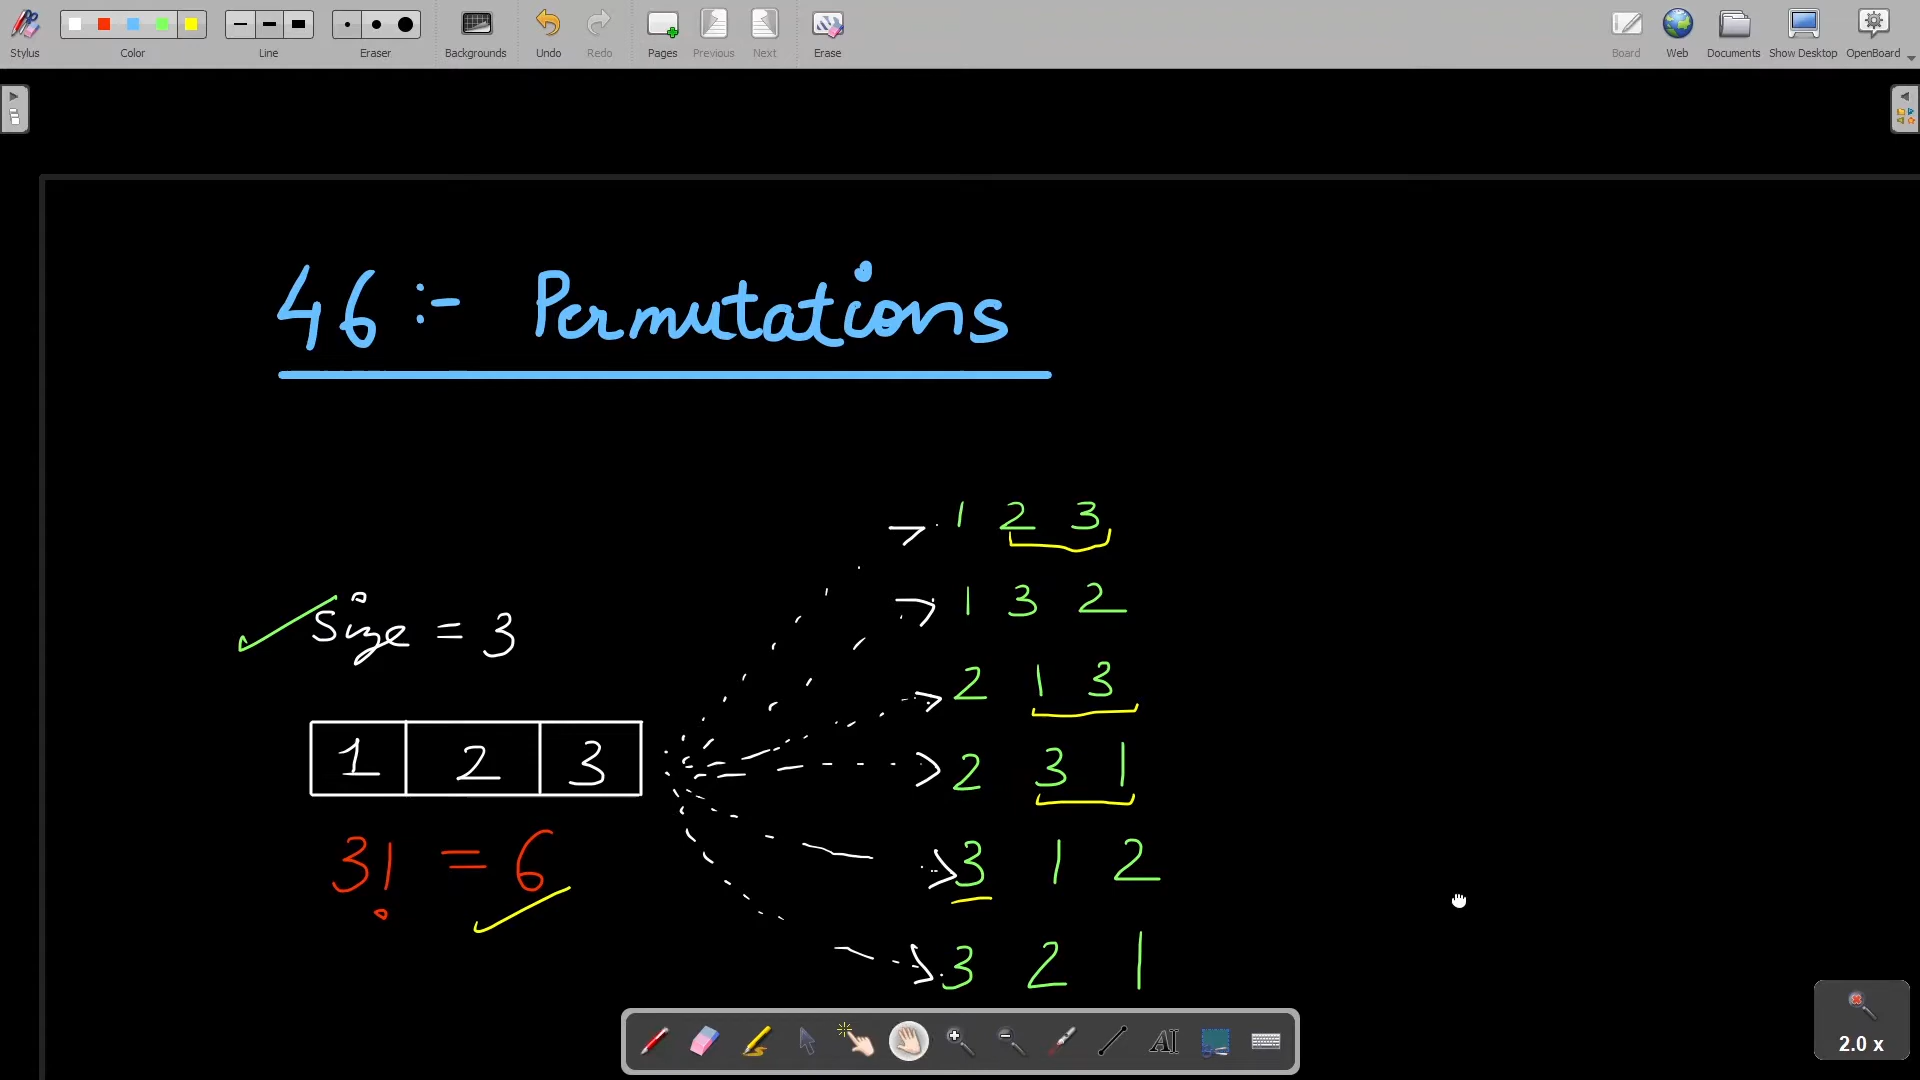 Stylus Color Line Eraser Backgrounds Undo Redo Pages Previous Next Erase Board Web Documents Show Desktop OpenBoard
46 :- Permutations
1 2 3
1 3 2
Size = 3
2 1 3
1 2 3
2 3 1
3! = 6
3 1 2
3 2 1
AI
2.0 x